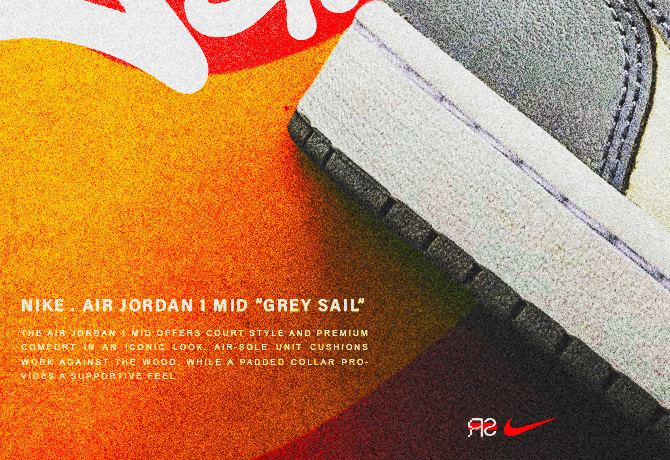 NIKE . AIR JORDAN 1 MID “GREY SAIL”
THE AIR JORDAN 1 MID OFFERS COURT STYLE AND PREMIUM
COMFORT IN AN ICONIC LOOK. AIR-SOLE UNIT CUSHIONS
WORK AGAINST THE WOOD, WHILE A PADDED COLLAR PRO-
VIDES A SUPPORTIVE FEEL